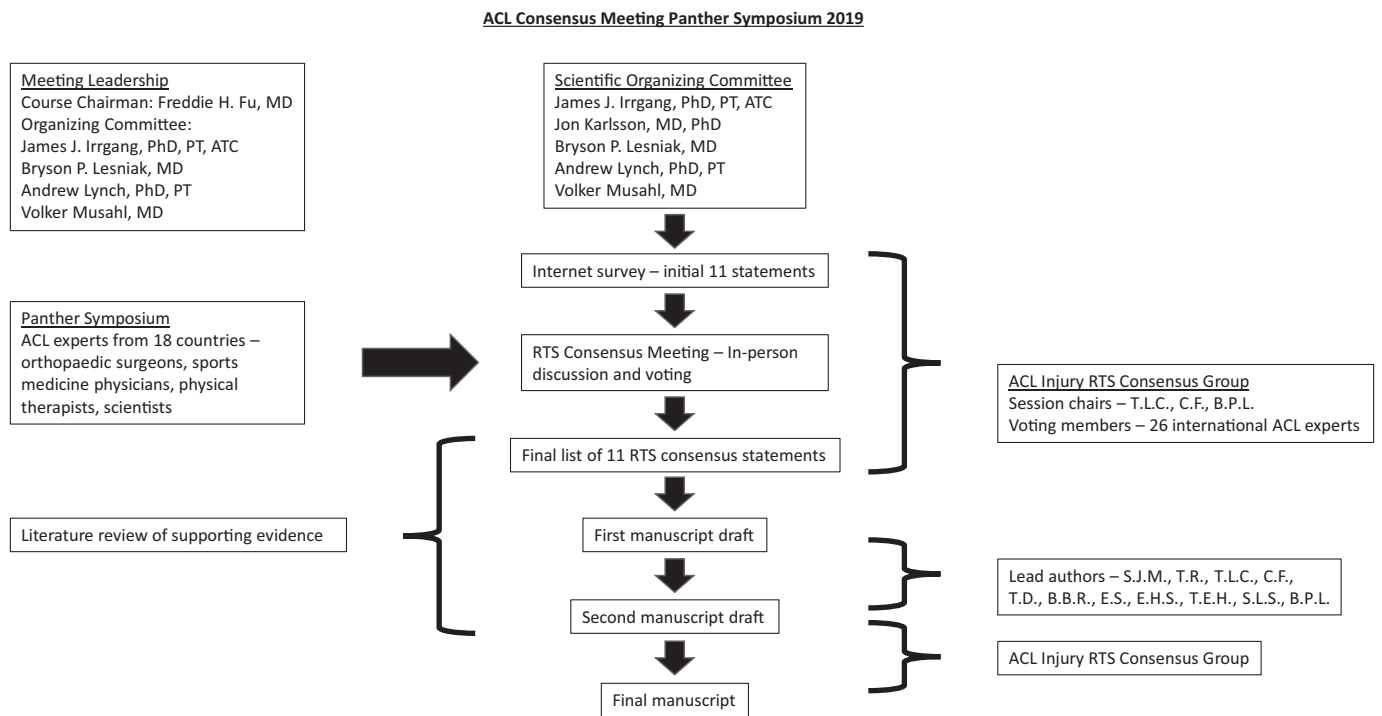 ACL Consensus Meeting Panther Symposium 2019
Meeting Leadership
Course Chairman: Freddie H. Fu, MD
Organizing Committee:
James J. Irrgang, PhD, PT, ATC
Bryson P. Lesniak, MD
Andrew Lynch, PhD, PT
Volker Musahl, MD
Scientific Organizing Committee
James J. Irrgang, PhD, PT, ATC
Jon Karlsson, MD, PhD
Bryson P. Lesniak, MD
Andrew Lynch, PhD, PT
Volker Musahl, MD
Internet survey – initial 11 statements
Panther Symposium
ACL experts from 18 countries –
orthopaedic surgeons, sports
medicine physicians, physical
therapists, scientists
RTS Consensus Meeting – In-person
discussion and voting
ACL Injury RTS Consensus Group
Session chairs – T.L.C., C.F., B.P.L.
Voting members – 26 international ACL experts
Final list of 11 RTS consensus statements
Literature review of supporting evidence
First manuscript draft
Lead authors – S.J.M., T.R., T.L.C., C.F.,
T.D., B.B.R., E.S., E.H.S., T.E.H., S.L.S., B.P.L.
Second manuscript draft
ACL Injury RTS Consensus Group
Final manuscript